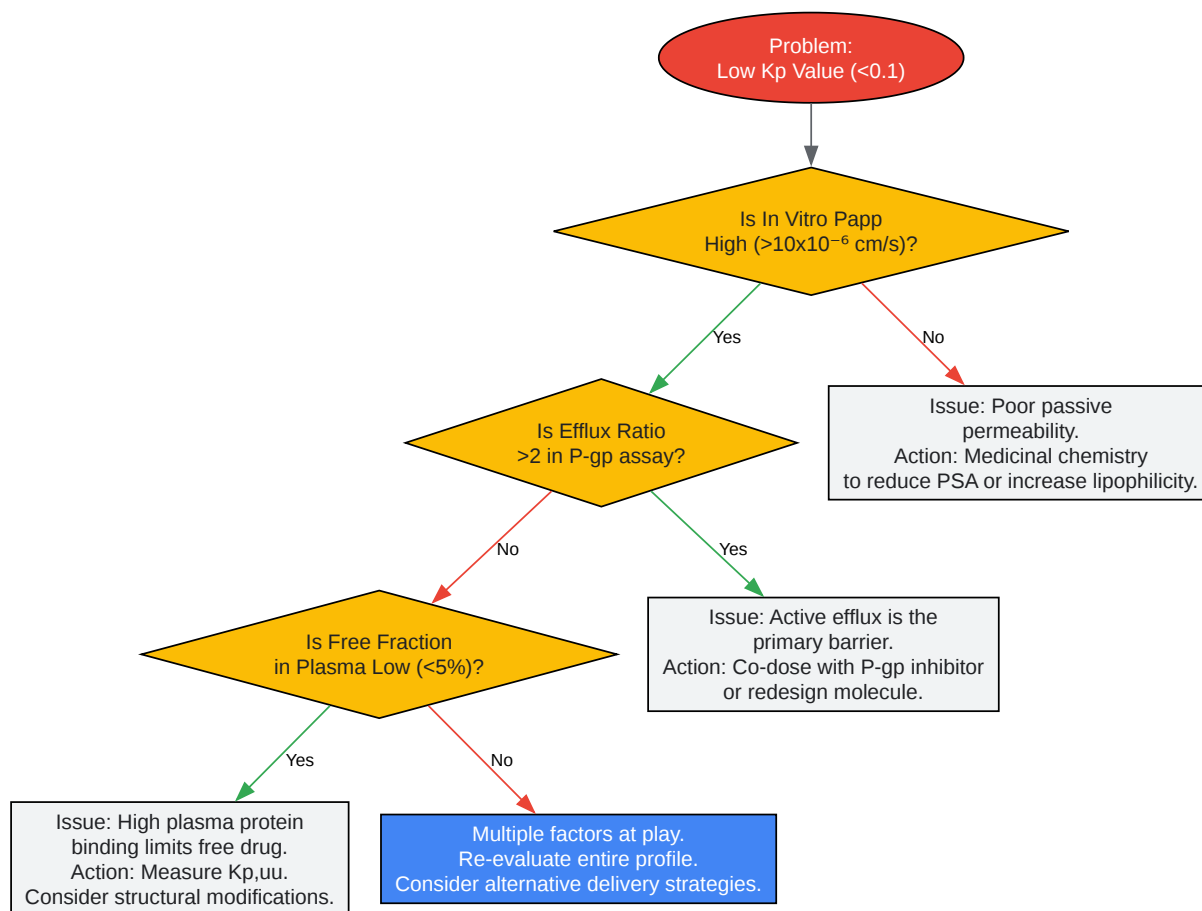 Problem:
Low Kp Value (<0.1)
Is In Vitro Papp
High (>10x10⁻⁶ cm/s)?
Yes
No
Issue: Poor passive
permeability.
Action: Medicinal chemistry
to reduce PSA or increase lipophilicity.
Is Efflux Ratio
>2 in P-gp assay?
No
Yes
Issue: Active efflux is the
primary barrier.
Action: Co-dose with P-gp inhibitor
or redesign molecule.
Is Free Fraction
in Plasma Low (<5%)?
Yes
No
Issue: High plasma protein
binding limits free drug.
Action: Measure Kp,uu.
Consider structural modifications.
Multiple factors at play.
Re-evaluate entire profile.
Consider alternative delivery strategies.